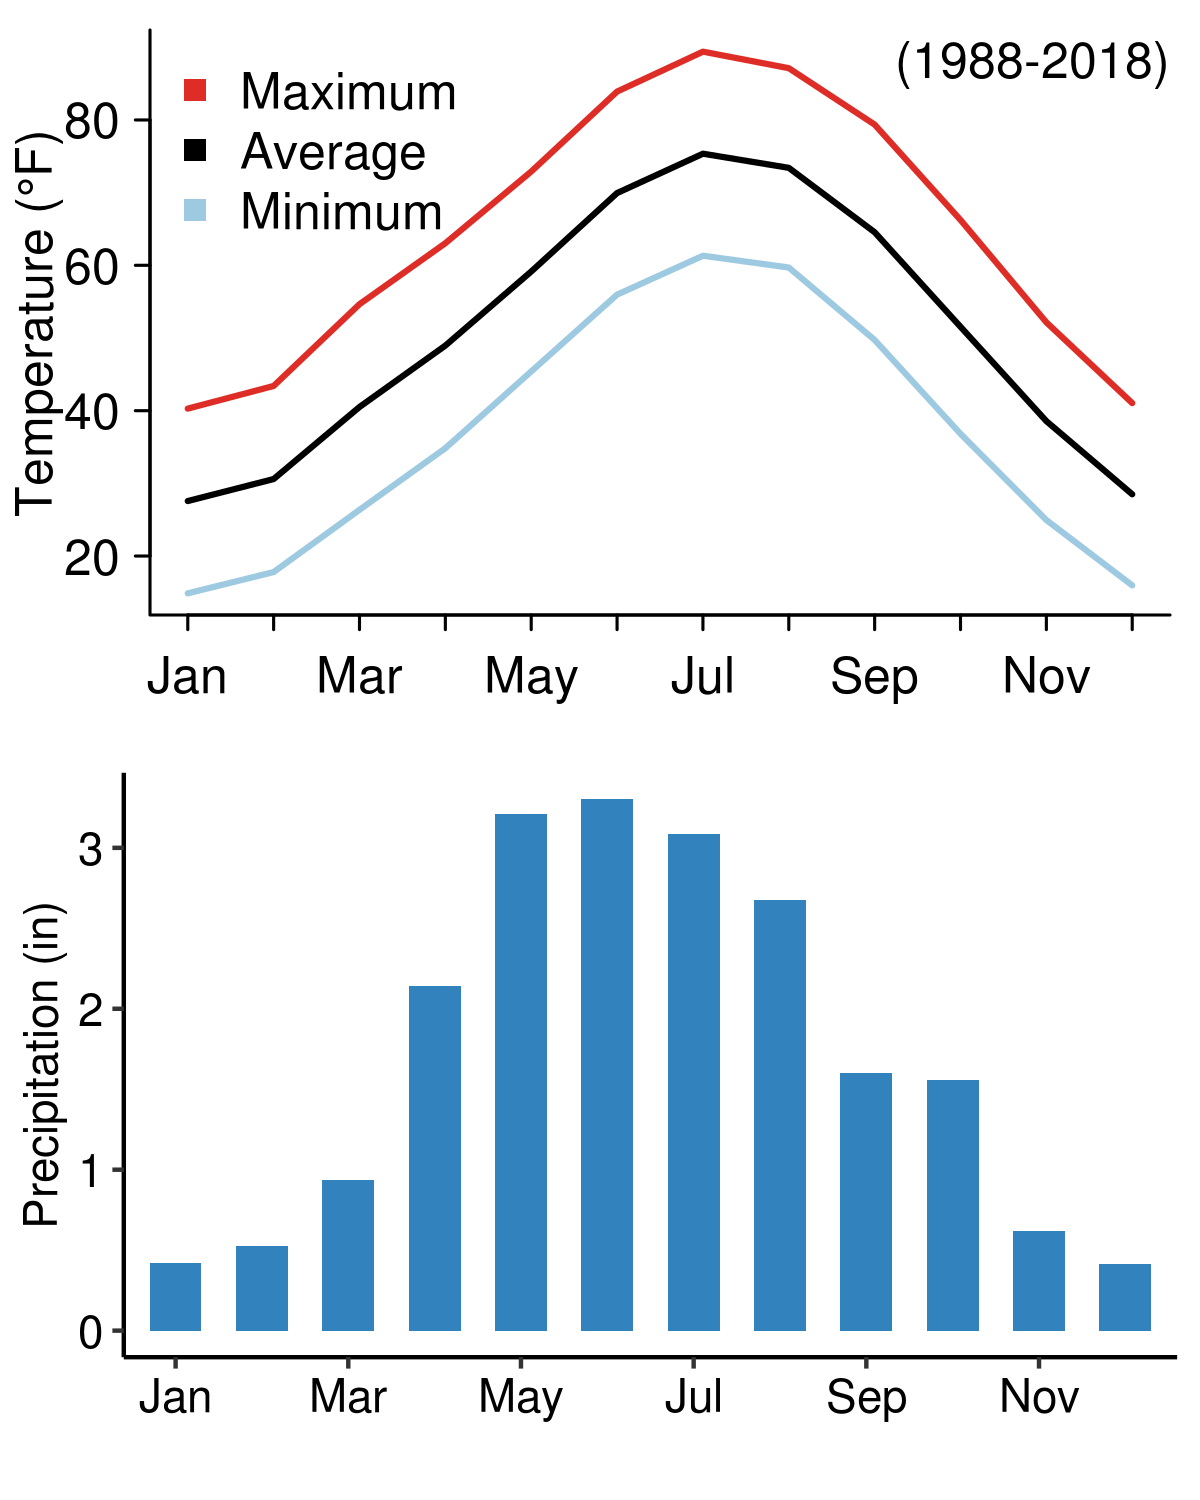 (1988-2018)
Maximum
Average
Minimum
Temperature (°F)
80
60
40
20
Jan Mar May Jul Sep Nov
Precipitation (in)
3
2
1
0
Jan Mar May Jul Sep Nov